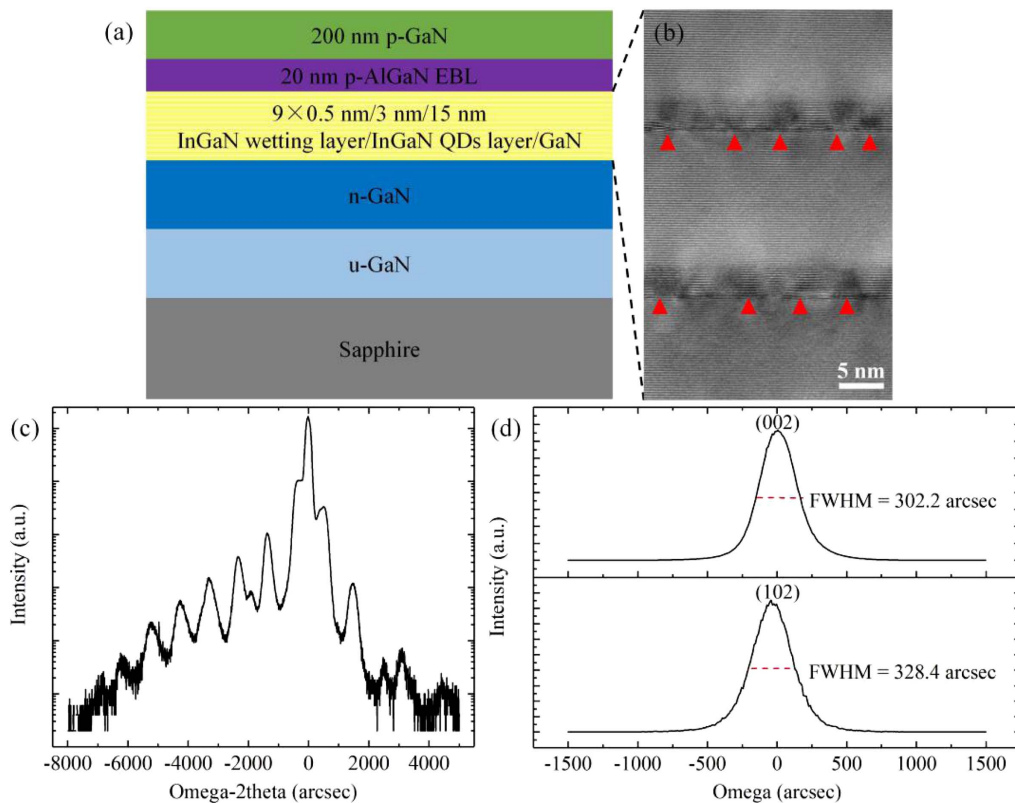 (a)
200 nm p-GaN
20 nm p-AlGaN EBL
9×0.5 nm/3 nm/15 nm
InGaN wetting layer/InGaN QDs layer/GaN
n-GaN
u-GaN
Sapphire
(b)
5 nm
(c)
Intensity (a.u.)
-8000 -6000 -4000 -2000 0 2000 4000
Omega-2theta (arcsec)
(d)
Intensity (a.u.)
(002)
FWHM = 302.2 arcsec
(102)
FWHM = 328.4 arcsec
-1500 -1000 -500 0 500 1000 1500
Omega (arcsec)